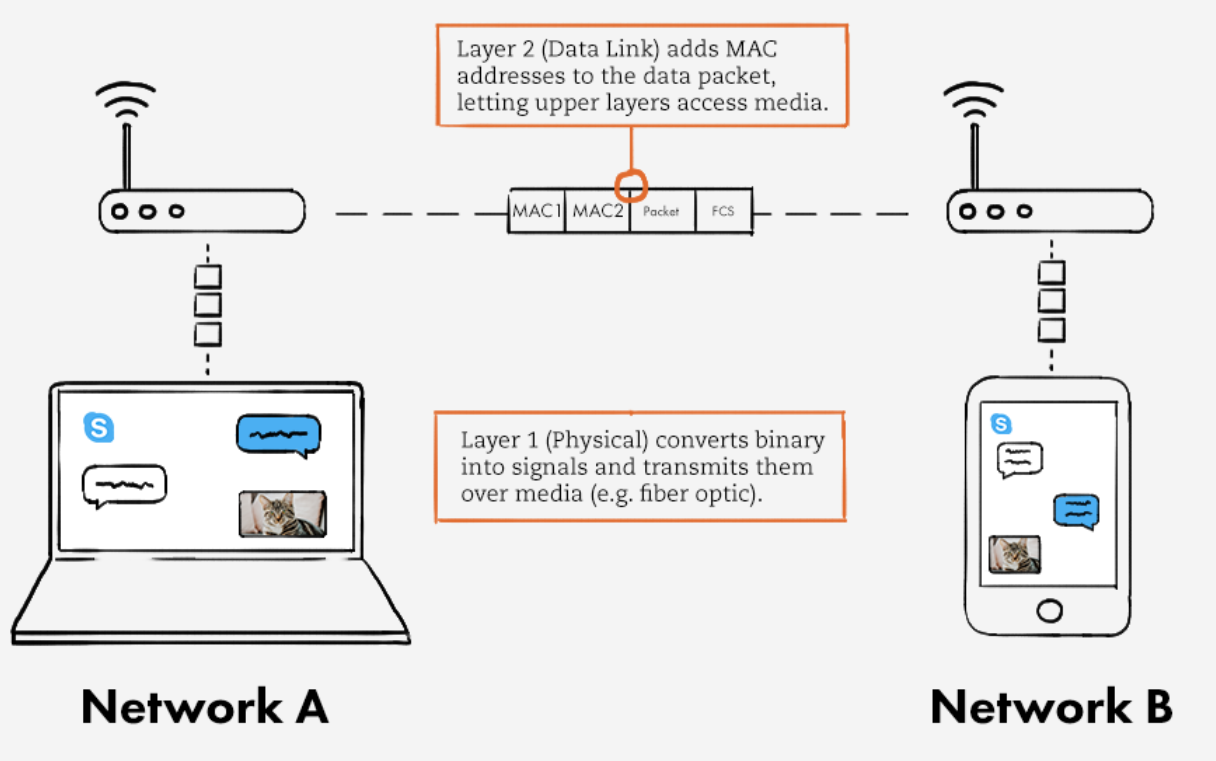 Layer 2 (Data Link) adds MAC
addresses to the data packet,
letting upper layers access media.
MAC1 MAC2 Packet FCS
S
S
Layer 1 (Physical) converts binary
into signals and transmits them
over media (e.g. fiber optic).
Network A
Network B